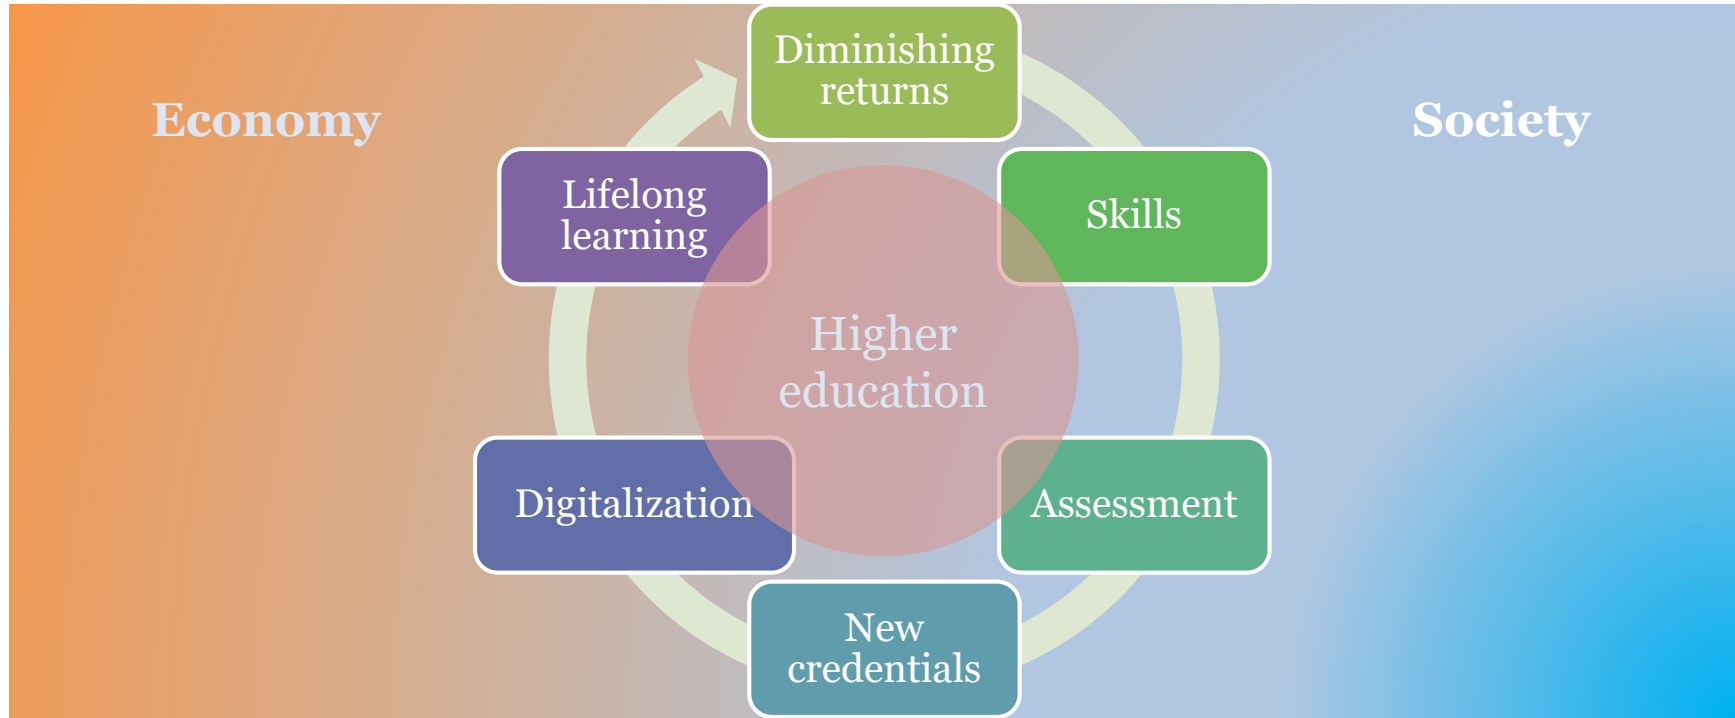 Economy
Society
Diminishing
returns
Skills
Assessment
New
credentials
Digitalization
Lifelong
learning
Higher
education